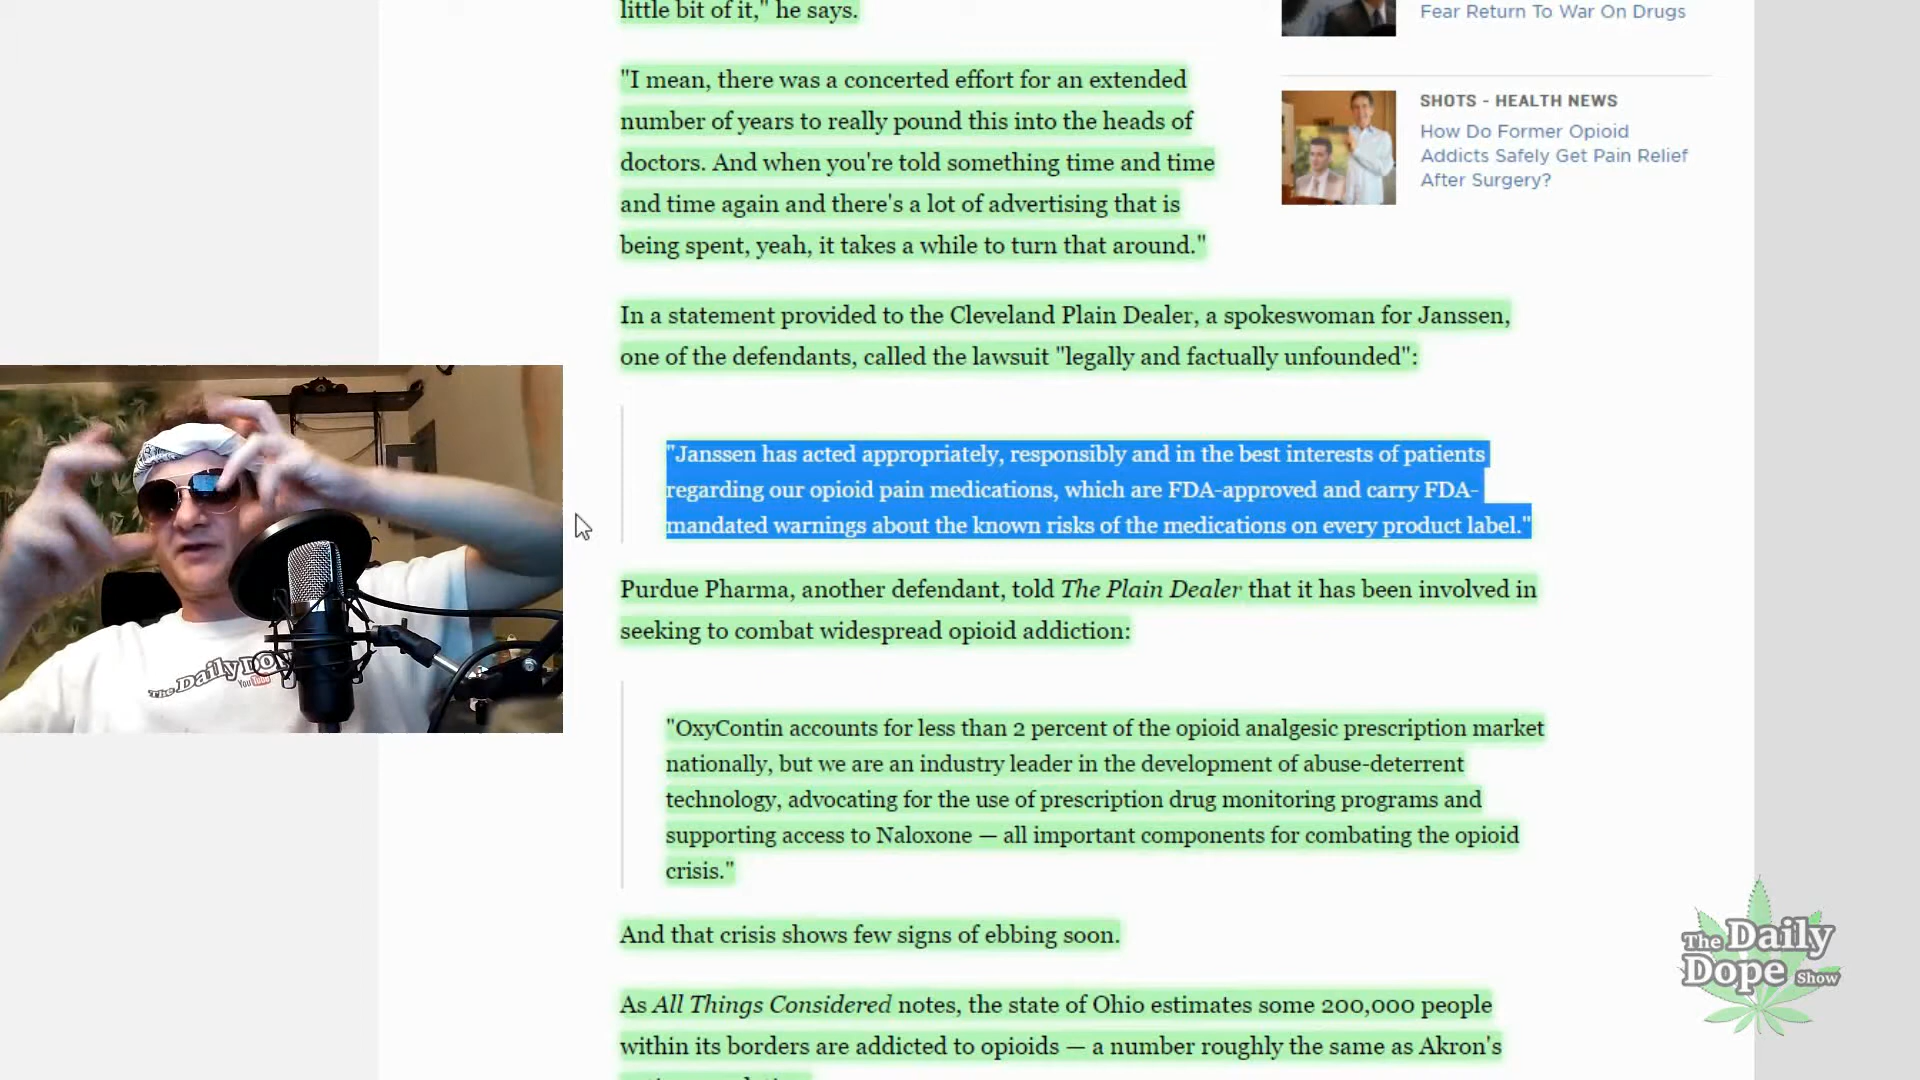 little bit of it," he says.
"I mean, there was a concerted effort for an extended
number of years to really pound this into the heads of
doctors. And when you're told something time and time
and time again and there's a lot of advertising that is
being spent, yeah, it takes a while to turn that around."
In a statement provided to the Cleveland Plain Dealer, a spokeswoman for Janssen,
one of the defendants, called the lawsuit "legally and factually unfounded":
"Janssen has acted appropriately, responsibly and in the best interests of patients
regarding our opioid pain medications, which are FDA-approved and carry FDA-
mandated warnings about the known risks of the medications on every product label."
Purdue Pharma, another defendant, told The Plain Dealer that it has been involved in
seeking to combat widespread opioid addiction:
"OxyContin accounts for less than 2 percent of the opioid analgesic prescription market
nationally, but we are an industry leader in the development of abuse-deterrent
technology, advocating for the use of prescription drug monitoring programs and
supporting access to Naloxone — all important components for combating the opioid
crisis."
And that crisis shows few signs of ebbing soon.
As All Things Considered notes, the state of Ohio estimates some 200,000 people
within its borders are addicted to opioids — a number roughly the same as Akron's
Fear Return To War On Drugs
SHOTS - HEALTH NEWS
How Do Former Opioid
Addicts Safely Get Pain Relief
After Surgery?
The Daily
You Tube
The Daily
Dope Show